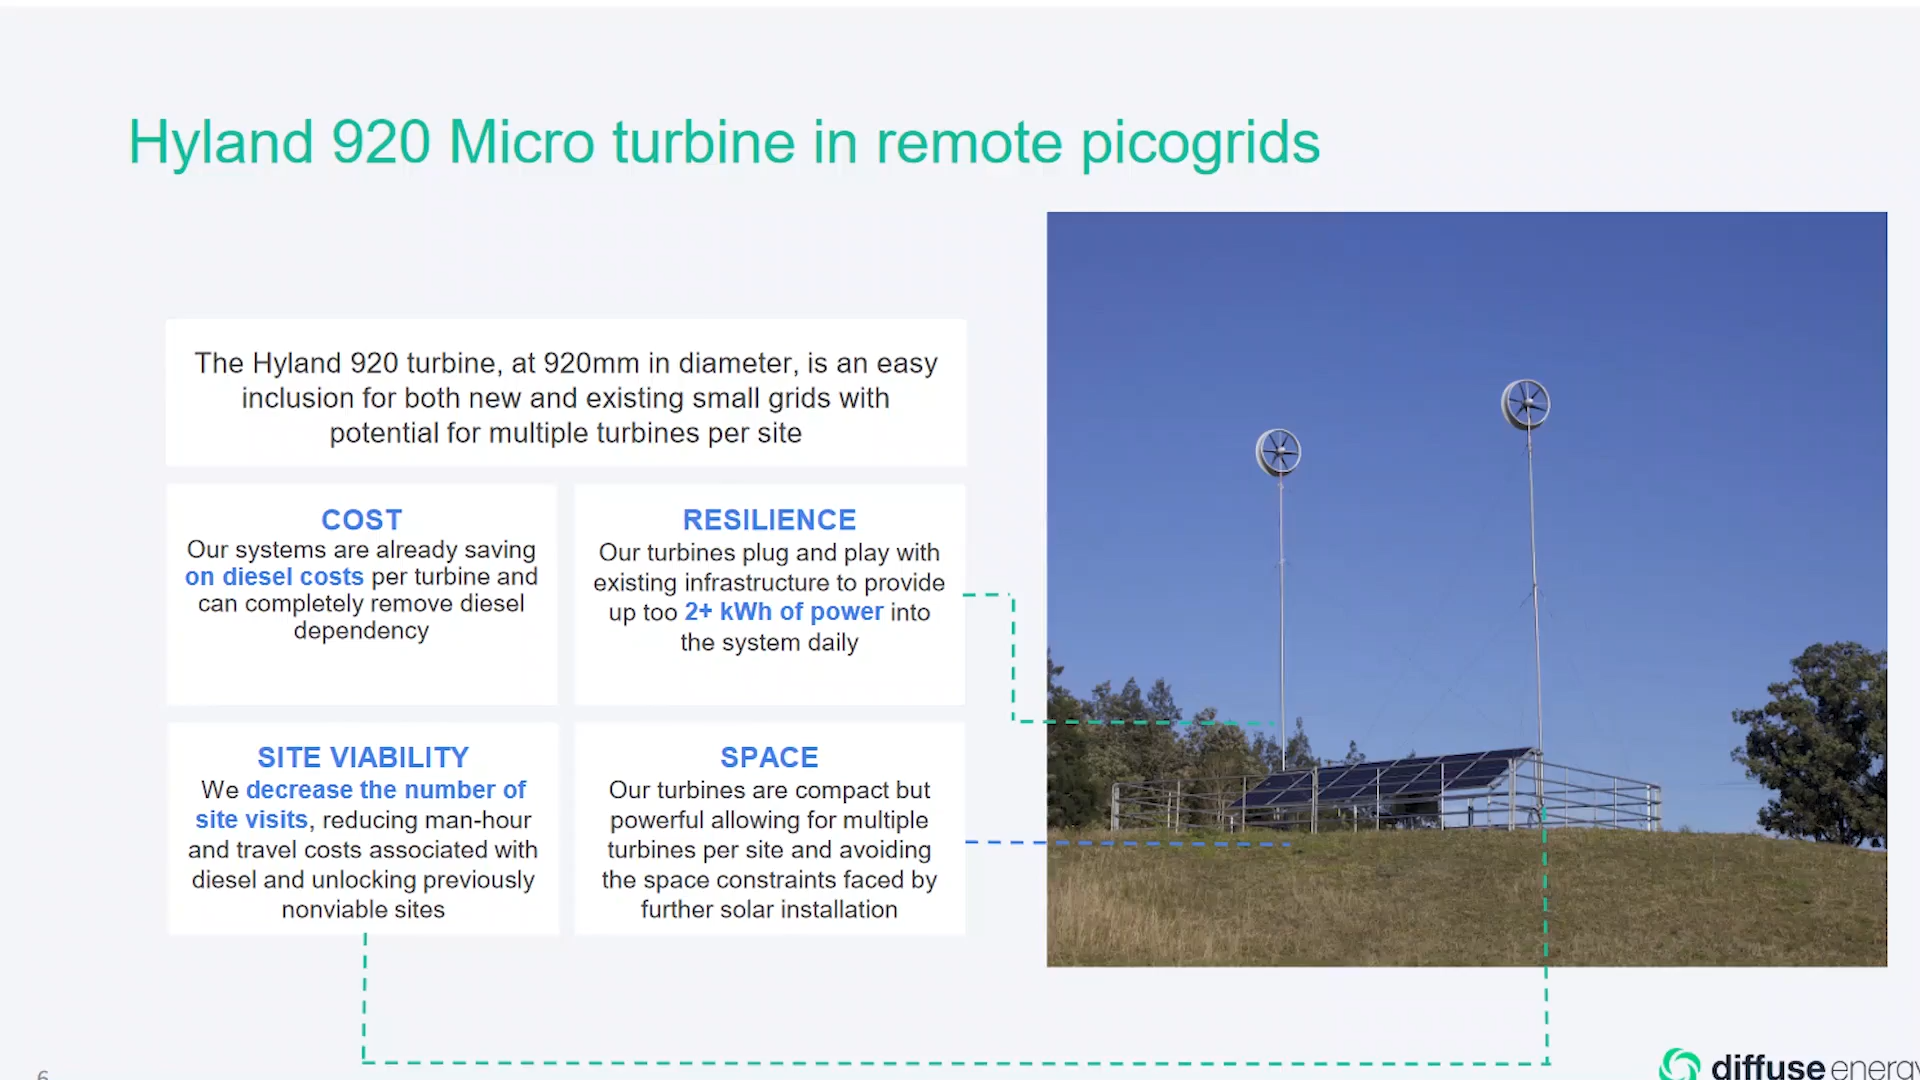 Hyland 920 Micro turbine in remote picogrids
The Hyland 920 turbine, at 920mm in diameter, is an easy
inclusion for both new and existing small grids with
potential for multiple turbines per site
COST
Our systems are already saving
on diesel costs per turbine and
can completely remove diesel
dependency
RESILIENCE
Our turbines plug and play with
existing infrastructure to provide
up too 2+ kWh of power into
the system daily
SITE VIABILITY
We decrease the number of
site visits, reducing man-hour
and travel costs associated with
diesel and unlocking previously
nonviable sites
SPACE
Our turbines are compact but
powerful allowing for multiple
turbines per site and avoiding
the space constraints faced by
further solar installation
6
diffuse energy